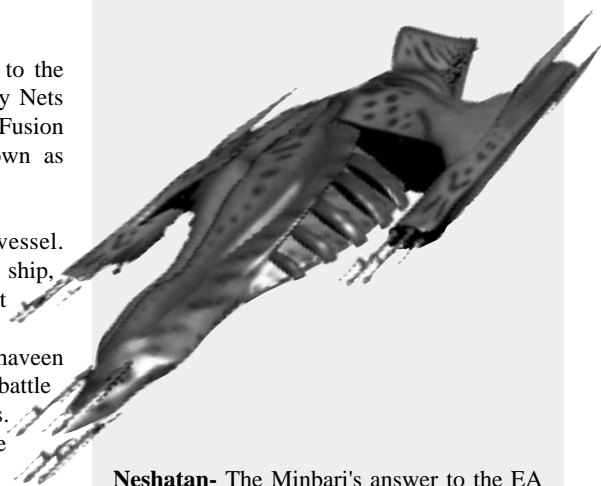 to the
y Nets
Fusion
own as
vessel.
ship,
t
haveen
battle
s.
e
Neshatan- The Minbari's answer to the EA